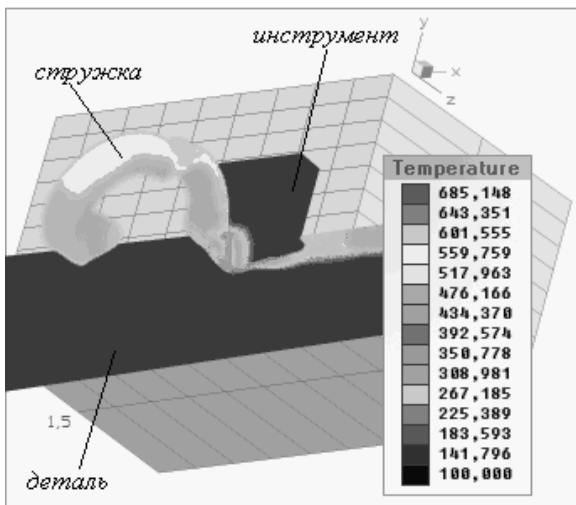 инструмент
стружка
y
x
z
Temperature
685,148
643,351
601,555
559,759
517,963
476,166
434,370
392,574
350,778
308,981
267,185
225,389
183,593
141,796
100,000
1,5
деталь